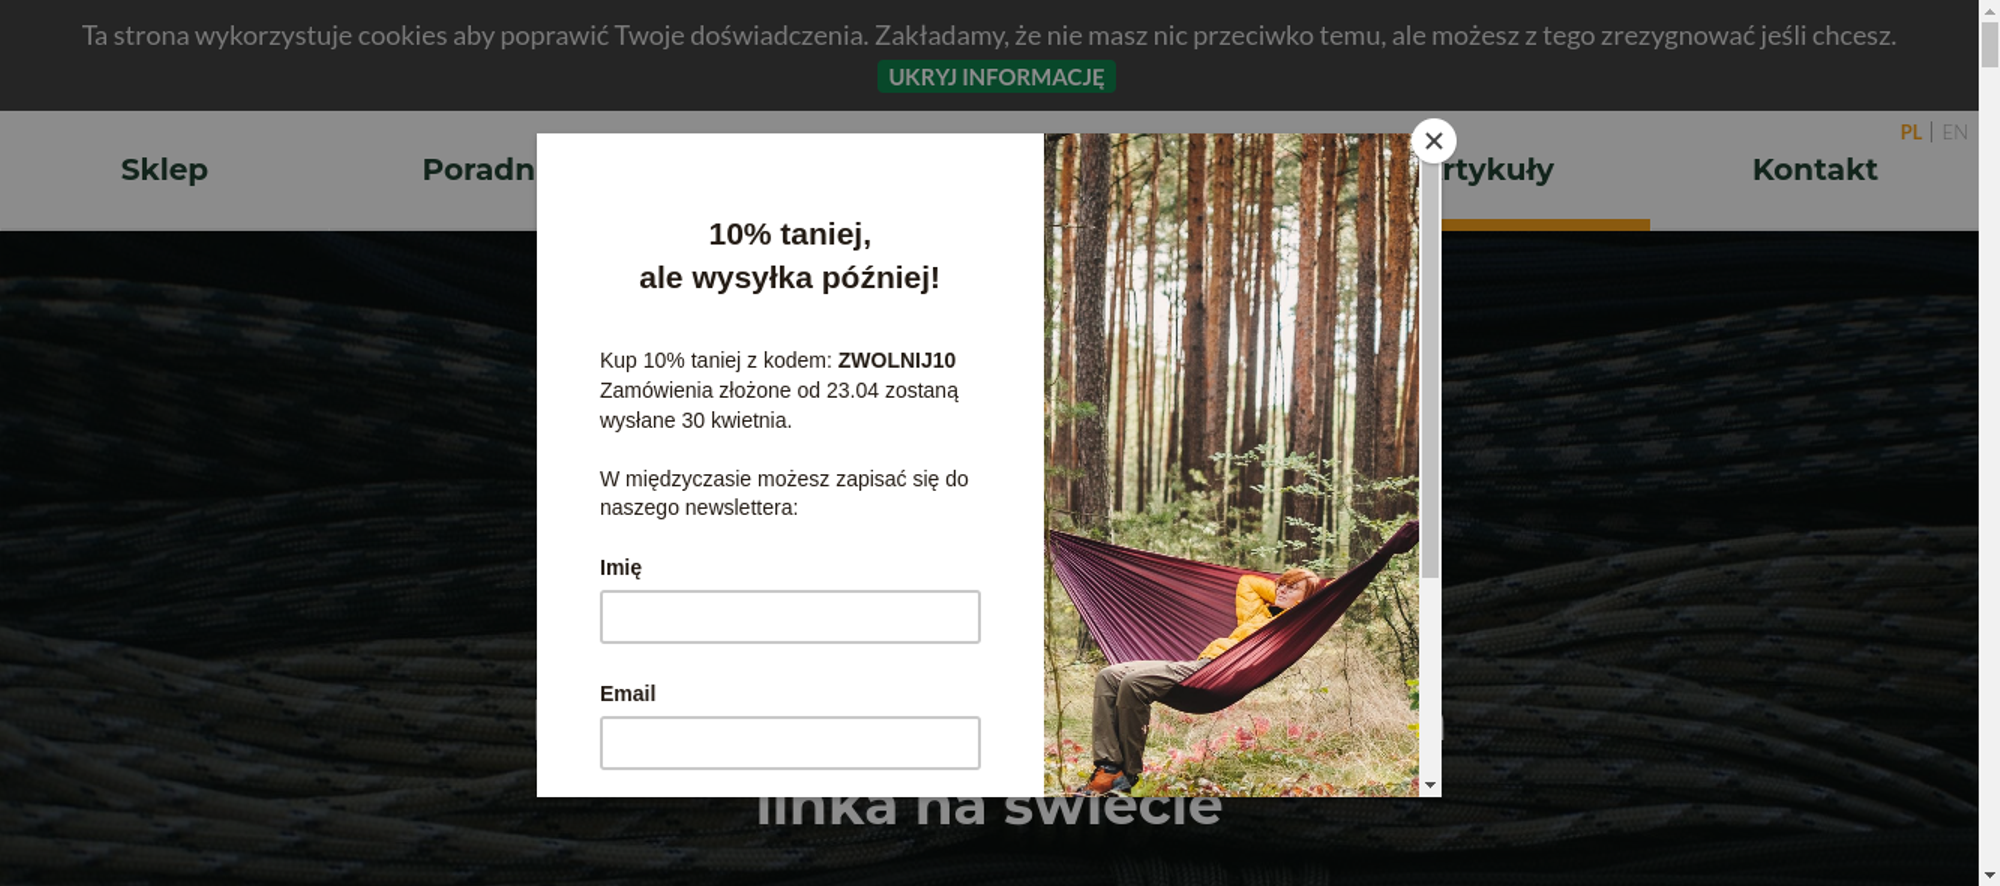 Ta strona wykorzystuje cookies aby poprawić Twoje doświadczenia. Zakładamy, że nie masz nic przeciwko temu, ale możesz z tego zrezygnować jeśli chcesz.
UKRYJ INFORMACJĘ
PL | EN
Sklep
Poradn
rtykuły
Kontakt
10% taniej,
ale wysyłka później!
Kup 10% taniej z kodem: ZWOLNIJ10
Zamówienia złożone od 23.04 zostaną
wysłane 30 kwietnia.
W międzyczasie możesz zapisać się do
naszego newslettera:
Imię
Email
linka na świecie